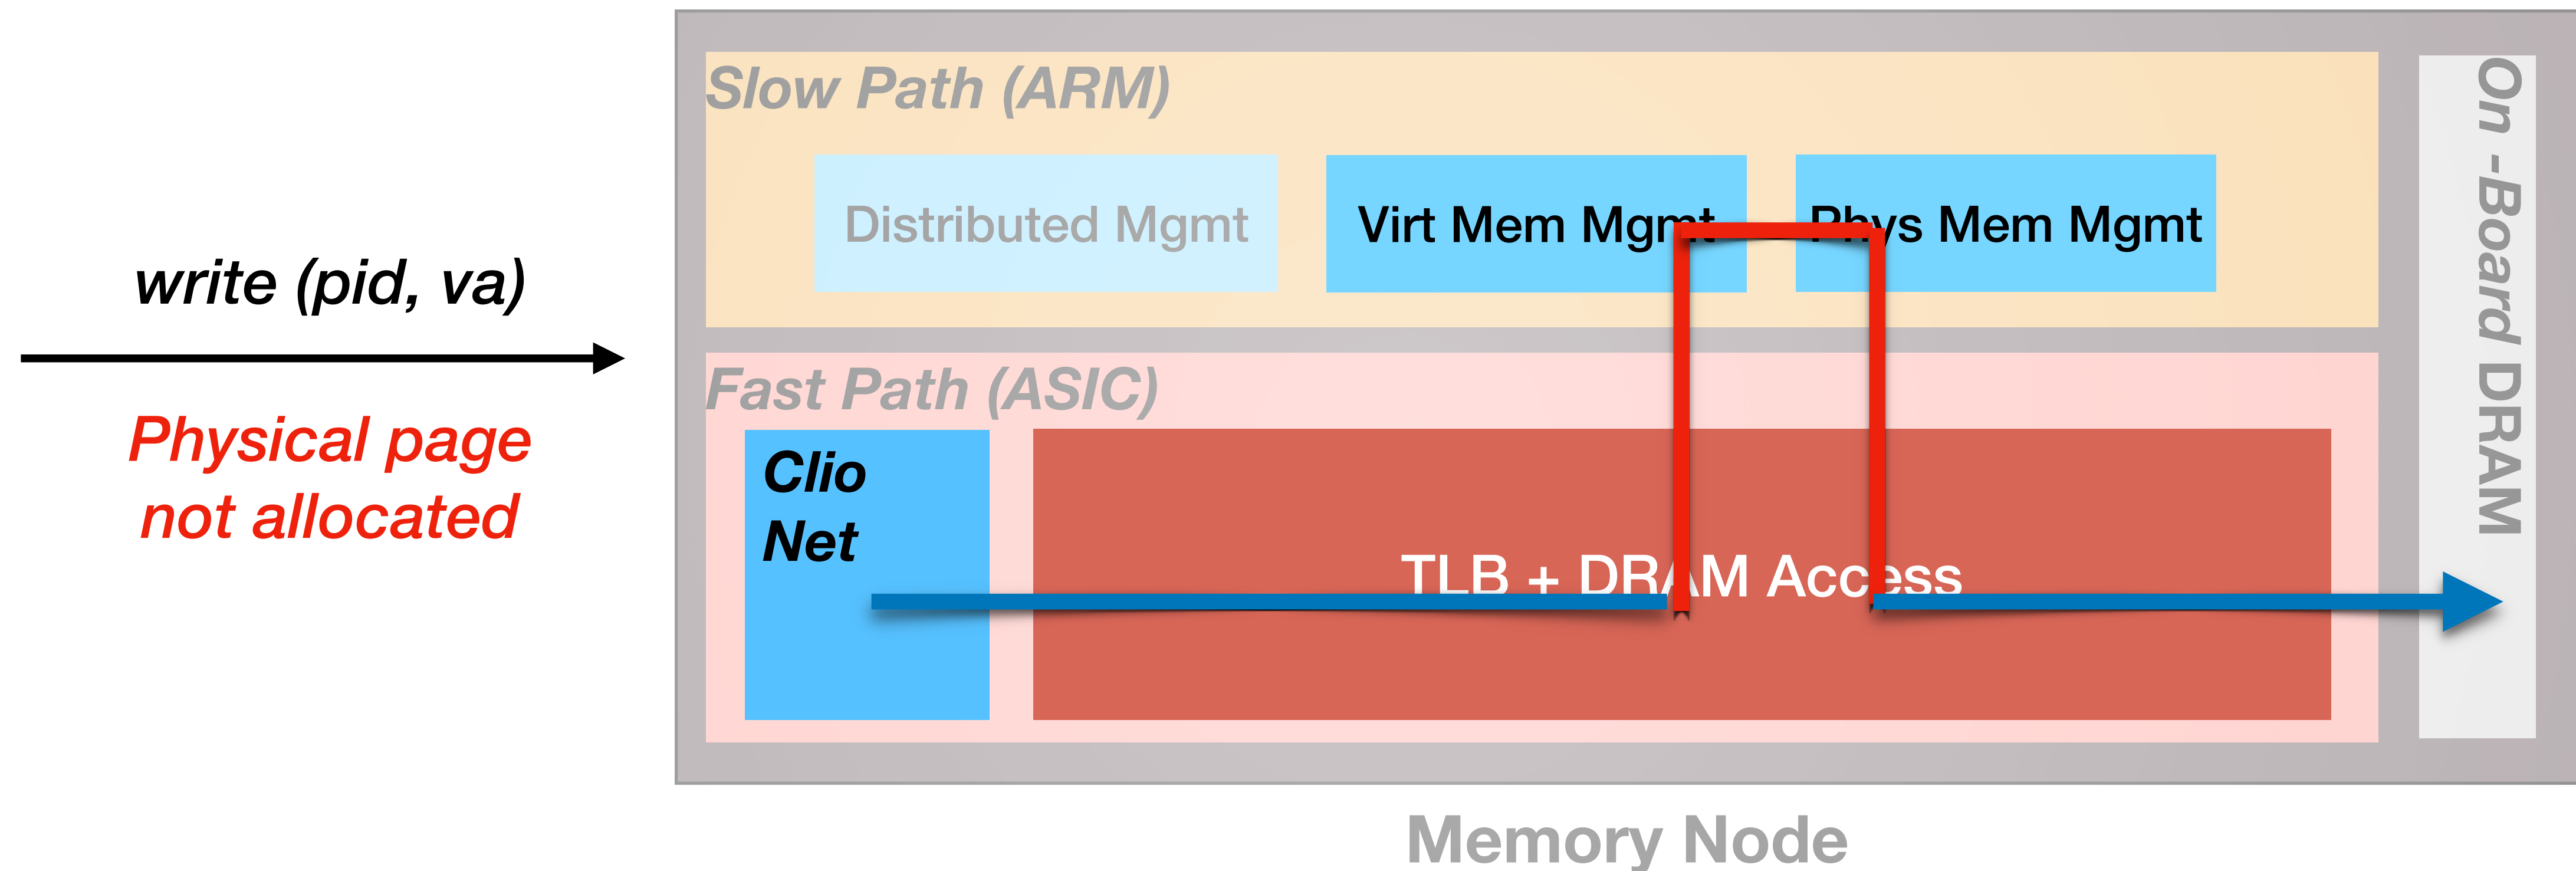 write (pid, va)
Physical page
not allocated
Slow Path (ARM)
Distributed Mgmt
Virt Mem Mgmt
Phys Mem Mgmt
Fast Path (ASIC)
Clio
Net
TLB + DRAM Access
On -Board DRAM
Memory Node